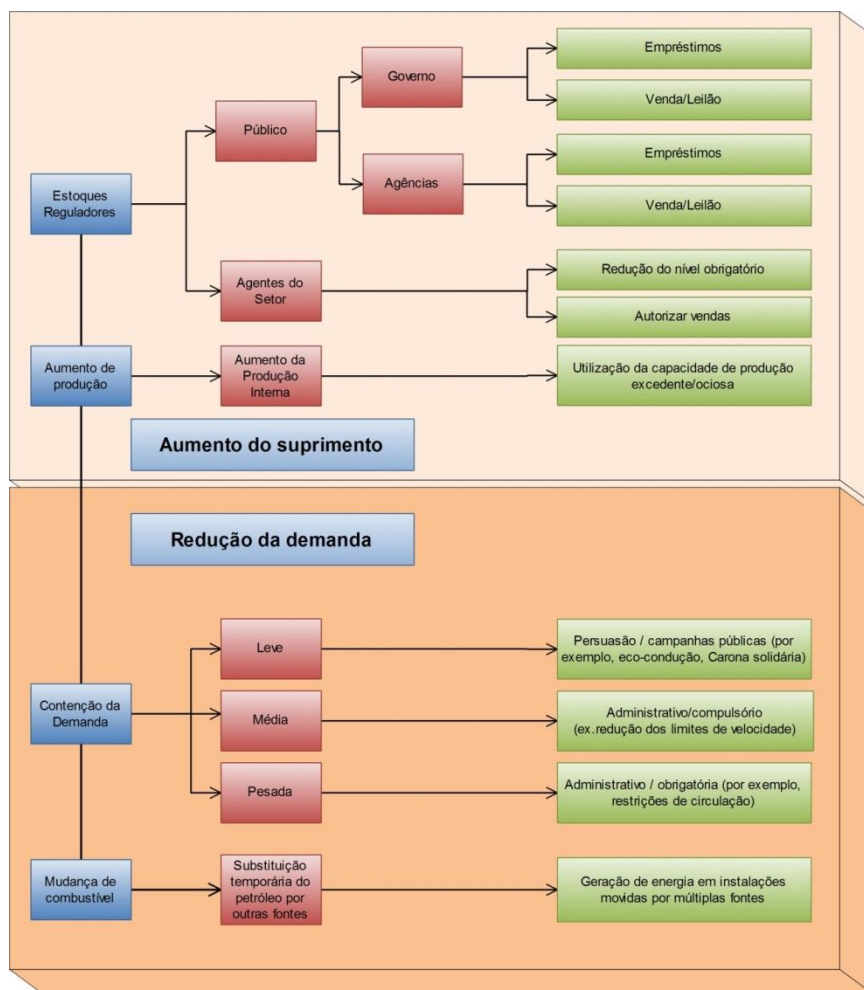 Empréstimos
Governo
Venda/Leilão
Público
Empréstimos
Agências
Venda/Leilão
Estoques
Reguladores
Redução do nível obrigatório
Agentes do
Setor
Autorizar vendas
Aumento de
produção
Aumento da
Produção
Interna
Utilização da capacidade de produção
excedente/ociosa
Aumento do suprimento
Redução da demanda
Leve
Persuasão / campanhas públicas (por
exemplo, eco-condução, Carona solidária)
Contenção da
Demanda
Média
Administrativo/compulsório
(ex.redução dos limites de velocidade)
Pesada
Administrativo / obrigatória (por exemplo,
restrições de circulação)
Mudança de
combustível
Substituição
temporária do
petróleo por
outras fontes
Geração de energia em instalações
movidas por múltiplas fontes